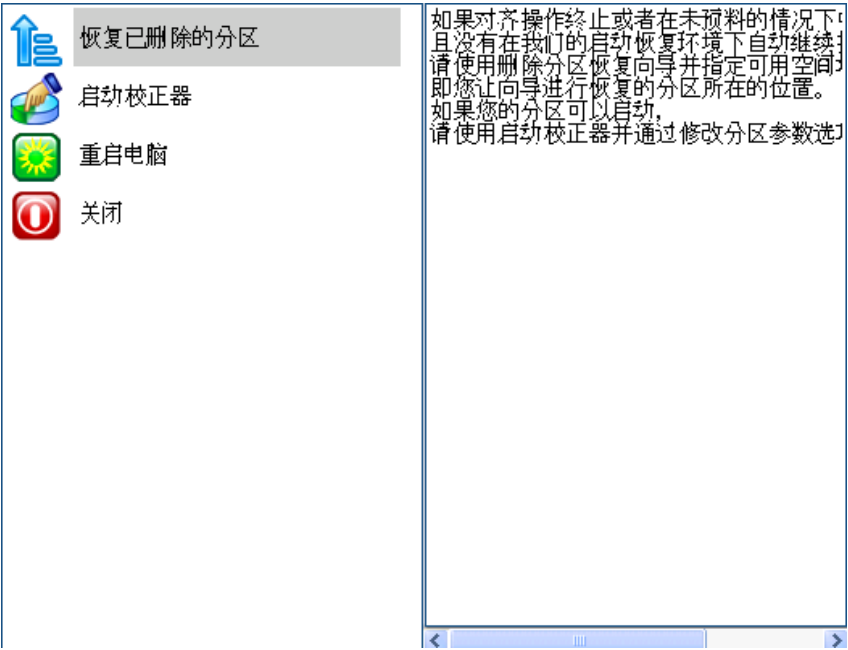 恢复已删除的分区
启动校正器
重启电脑
关闭
如果对齐操作终止或者在未预料的情况下
且没有在我们的启动恢复环境下自动继续
请使用删除分区恢复向导并指定可用空间
即您让向导进行恢复的分区所在的位置。
如果您的分区可以启动,
请使用启动校正器并通过修改分区参数选